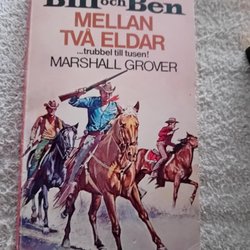 Bill och Ben
MELLAN
TVÅ ELDAR
...trubbel till tusen!
MARSHALL GROVER